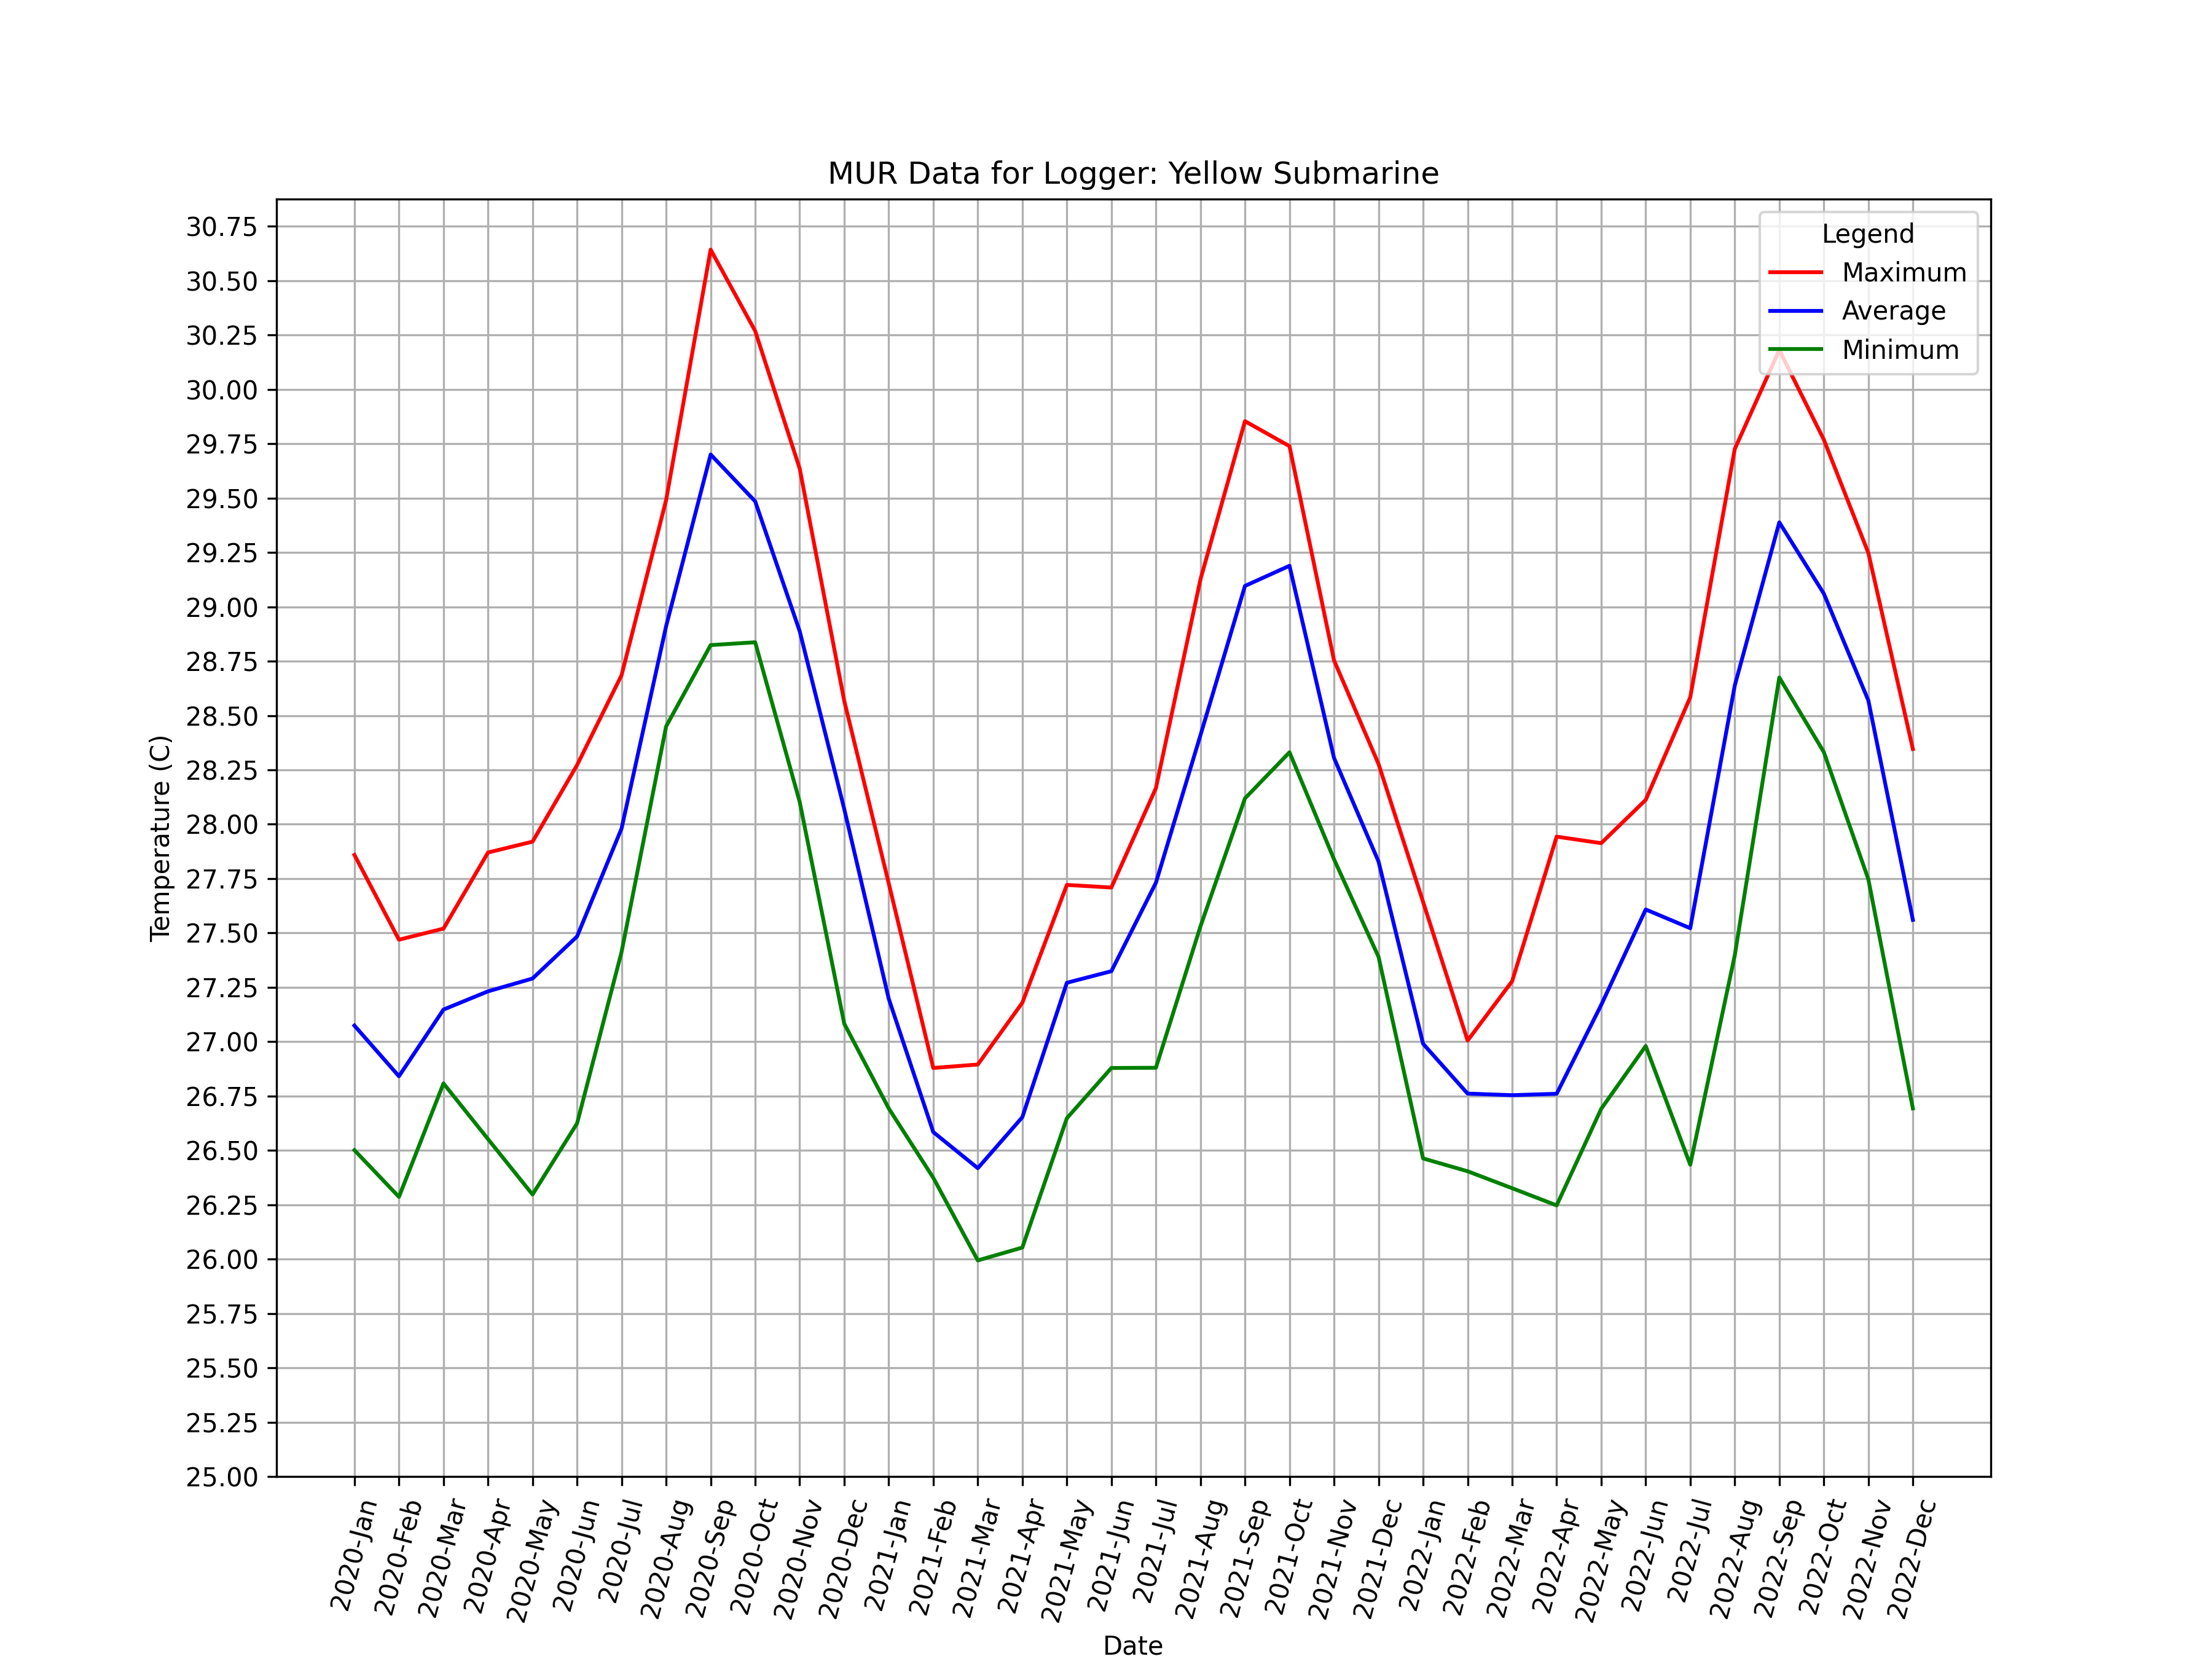 MUR Data for Logger: Yellow Submarine
Legend
Maximum
Average
Minimum
30.75
30.50
30.25
30.00
29.75
29.50
29.25
29.00
28.75
28.50
28.25
28.00
27.75
27.50
27.25
27.00
26.75
26.50
26.25
26.00
25.75
25.50
25.25
25.00
Temperature (C)
2020-Jan
2020-Feb
2020-Mar
2020-Apr
2020-May
2020-Jun
2020-Jul
2020-Aug
2020-Sep
2020-Oct
2020-Nov
2020-Dec
2021-Jan
2021-Feb
2021-Mar
2021-Apr
2021-May
2021-Jun
2021-Jul
2021-Aug
2021-Sep
2021-Oct
2021-Nov
2021-Dec
2022-Jan
2022-Feb
2022-Mar
2022-Apr
2022-May
2022-Jun
2022-Jul
2022-Aug
2022-Sep
2022-Oct
2022-Nov
2022-Dec
Date